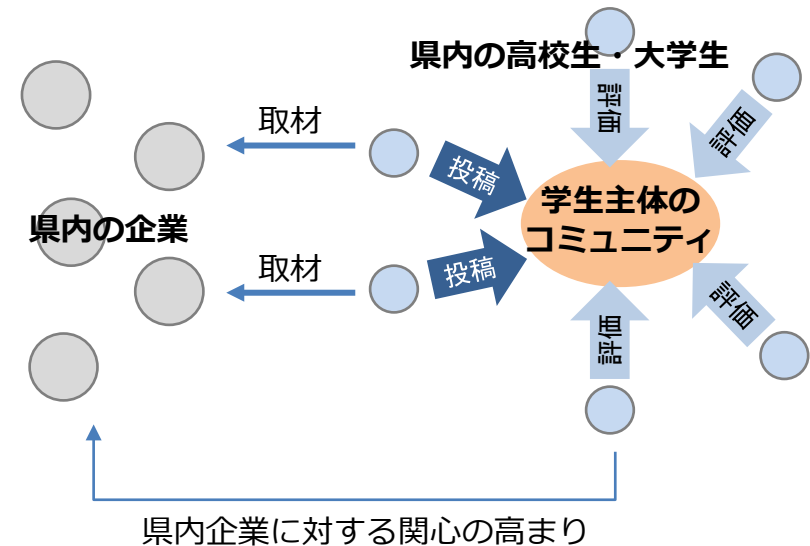 県内の高校生・大学生
評価
評価
取材
投稿
学生主体の
コミュニティ
県内の企業
取材
投稿
評価
評価
県内企業に対する関心の高まり